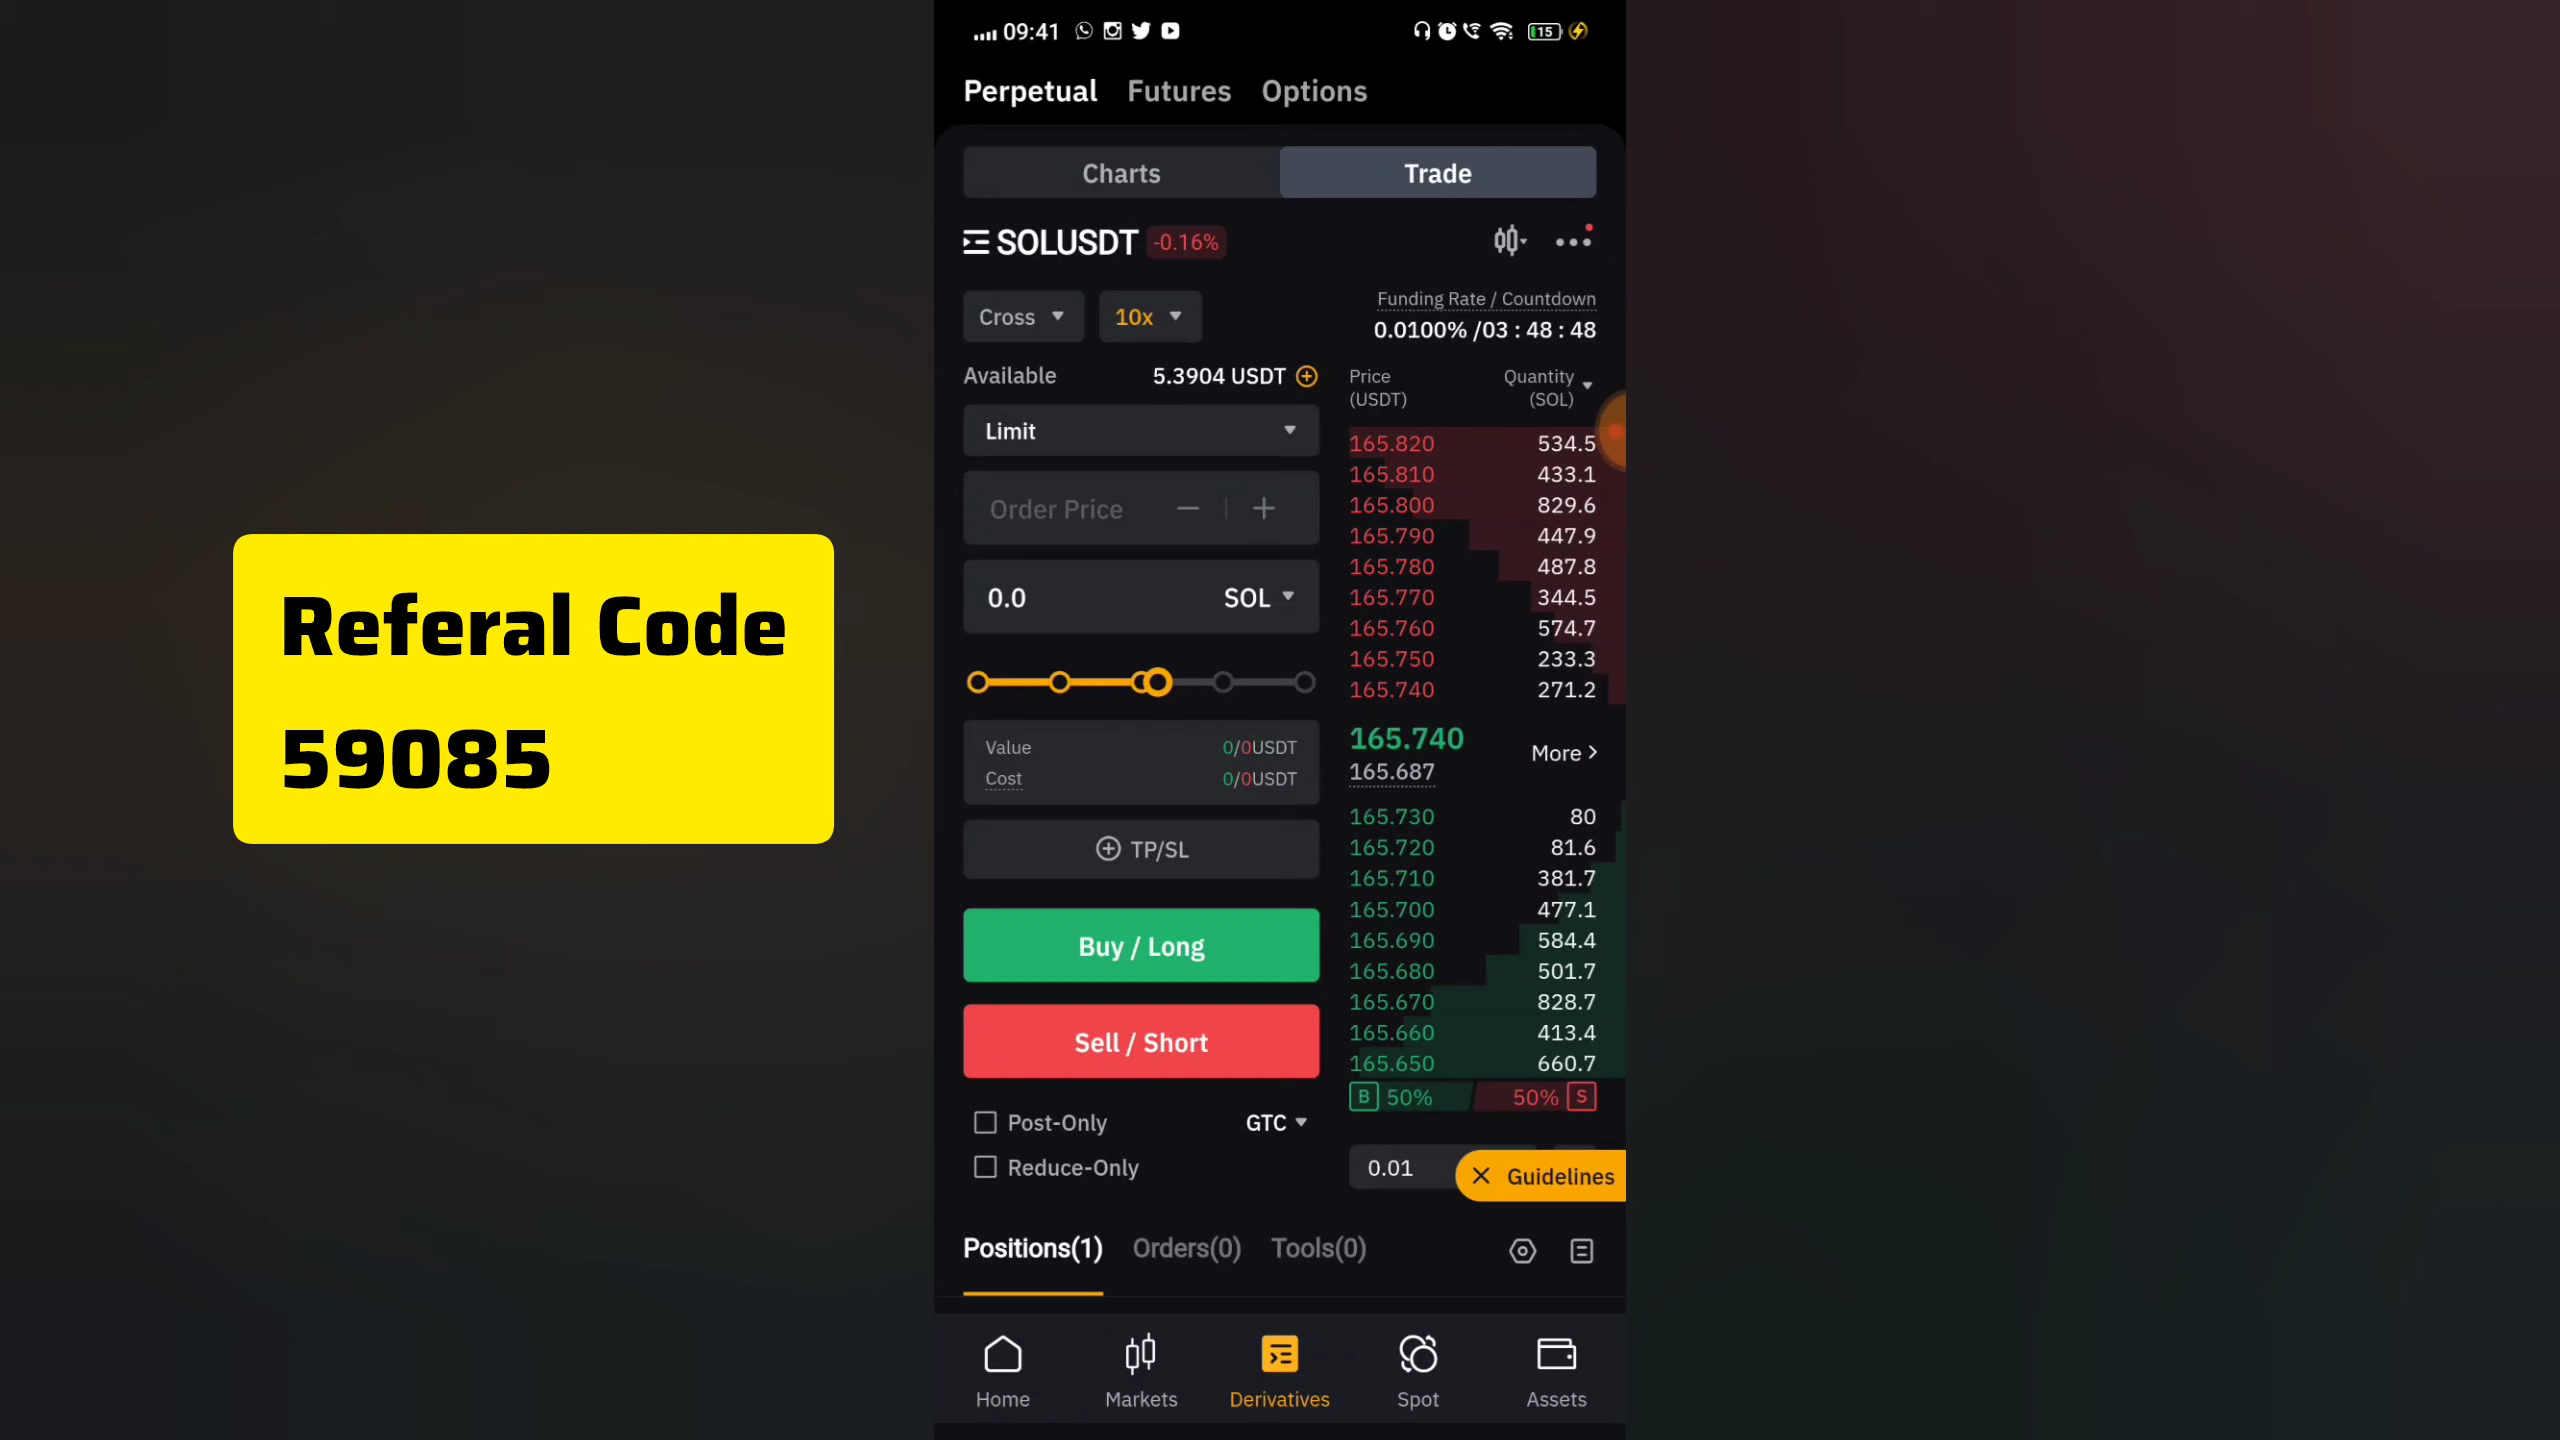 Referal Code
59085
09:41
15
Perpetual Futures Options
Charts Trade
SOLUSDT -0.16%
Cross 10x
Funding Rate / Countdown
0.0100% /03 : 48 : 48
Available 5.3904 USDT
Limit
Order Price
0.0 SOL
Value 0/0USDT
Cost 0/0USDT
TP/SL
Buy / Long
Sell / Short
Post-Only GTC
Reduce-Only
Price Quantity
(USDT) (SOL)
165.820 534.5
165.810 433.1
165.800 829.6
165.790 447.9
165.780 487.8
165.770 344.5
165.760 574.7
165.750 233.3
165.740 271.2
165.740
165.687
More
165.730 80
165.720 81.6
165.710 381.7
165.700 477.1
165.690 584.4
165.680 501.7
165.670 828.7
165.660 413.4
165.650 660.7
B 50% 50% S
0.01
Guidelines
Positions(1) Orders(0) Tools(0)
Home Markets Derivatives Spot Assets